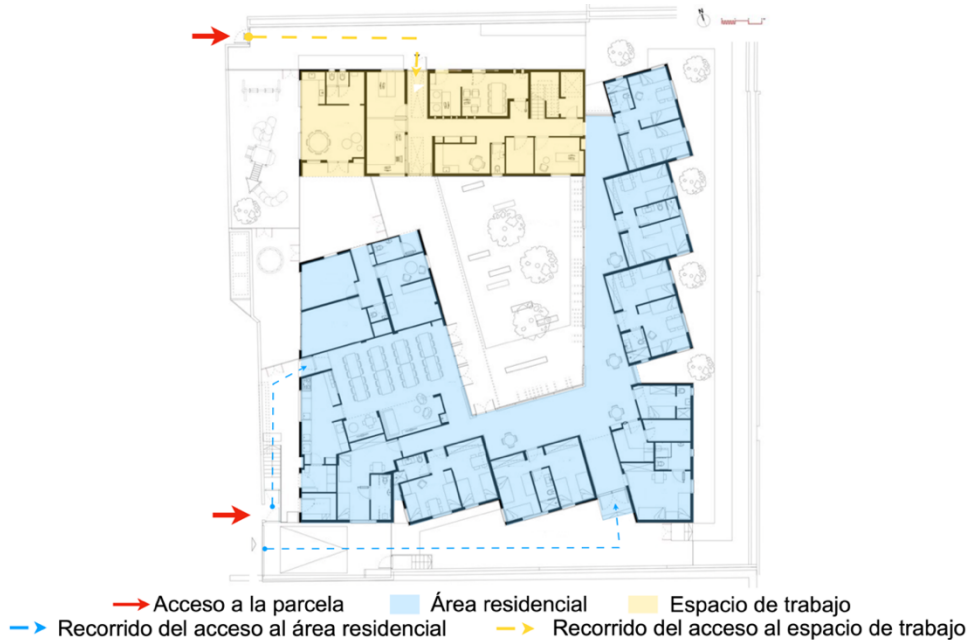 Acceso a la parcela Área residencial Espacio de trabajo
Recorrido del acceso al área residencial Recorrido del acceso al espacio de trabajo